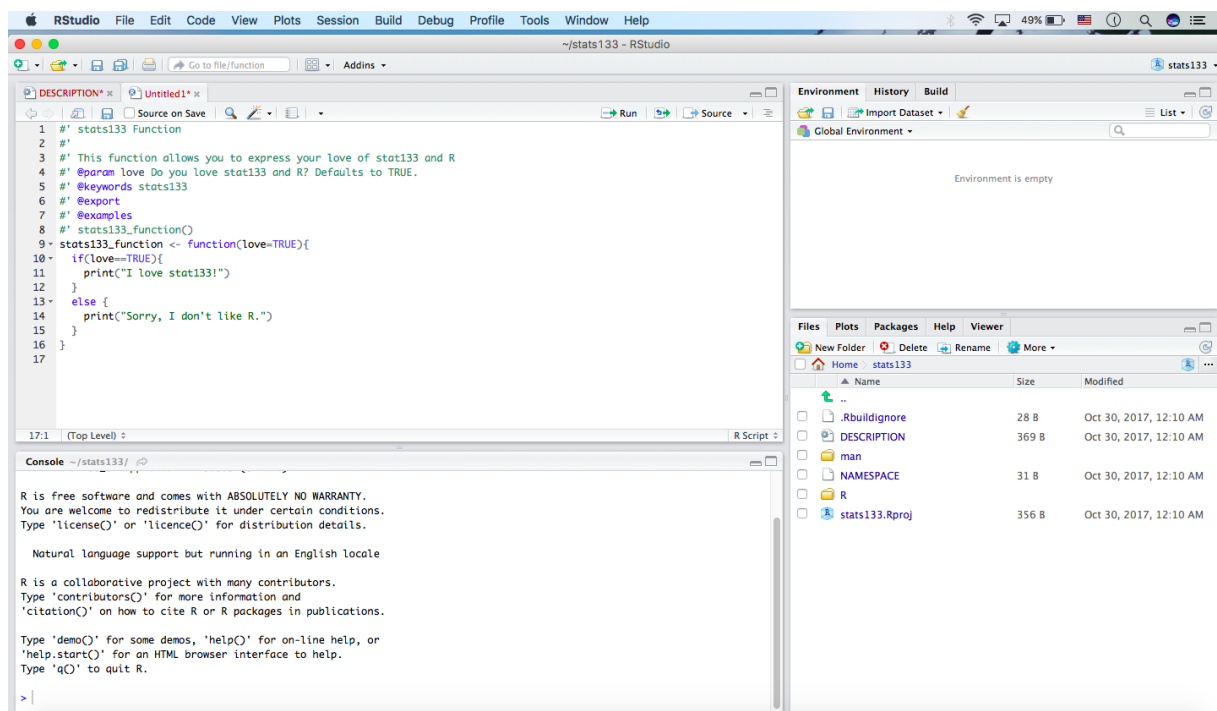 RStudio File Edit Code View Plots Session Build Debug Profile Tools Window Help 49%
~/stats133 - RStudio
Go to file/function Addins stats133
DESCRIPTION* Untitled1*
Source on Save Run Source
1 #' stats133 Function
2 #'
3 #' This function allows you to express your love of stat133 and R
4 #' @param love Do you love stat133 and R? Defaults to TRUE.
5 #' @keywords stats133
6 #' @export
7 #' @examples
8 #' stats133_function()
9 stats133_function <- function(love=TRUE){
10 if(love==TRUE){
11 print("I love stat133!")
12 }
13 else {
14 print("Sorry, I don't like R.")
15 }
16 }
17
17:1 (Top Level) R Script
Console ~/stats133/
R is free software and comes with ABSOLUTELY NO WARRANTY.
You are welcome to redistribute it under certain conditions.
Type 'license()' or 'licence()' for distribution details.
Natural language support but running in an English locale
R is a collaborative project with many contributors.
Type 'contributors()' for more information and
'citation()' on how to cite R or R packages in publications.
Type 'demo()' for some demos, 'help()' for on-line help, or
'help.start()' for an HTML browser interface to help.
Type 'q()' to quit R.
>
Environment History Build
Import Dataset List
Global Environment
Environment is empty
Files Plots Packages Help Viewer
New Folder Delete Rename More
Home stats133
Name Size Modified
..
.Rbuildignore 28 B Oct 30, 2017, 12:10 AM
DESCRIPTION 369 B Oct 30, 2017, 12:10 AM
man
NAMESPACE 31 B Oct 30, 2017, 12:10 AM
R
stats133.Rproj 356 B Oct 30, 2017, 12:10 AM